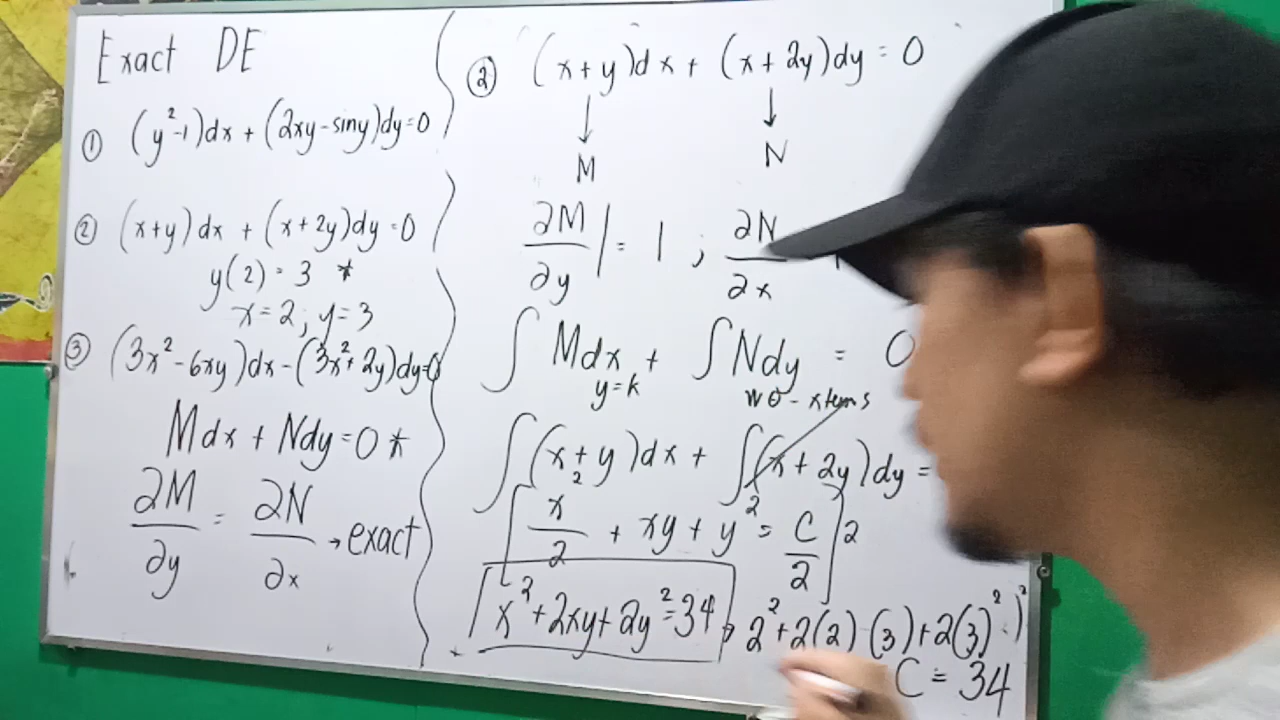 Exact DE
① (y²-1)dx + (2xy-siny)dy=0
② (x+y)dx + (x+2y)dy=0
y(2) = 3 *
x=2; y=3
③ (3x²-6xy)dx-(3x²+2y)dy=0
Mdx + Ndy=0 *
∂M/∂y = ∂N/∂x → exact
② (x+y)dx + (x+2y)dy = 0
↓ ↓
M N
∂M/∂y | = 1 ; ∂N/∂x
∫ Mdx + ∫ Ndy = 0
y=k wo - xterms
∫(x+y)dx + ∫(x+2y)dy =
[x²/2 + xy + y² = C/2] 2
x²+2xy+2y²=34 → 2²+2(2)(3)+2(3)²
C = 34